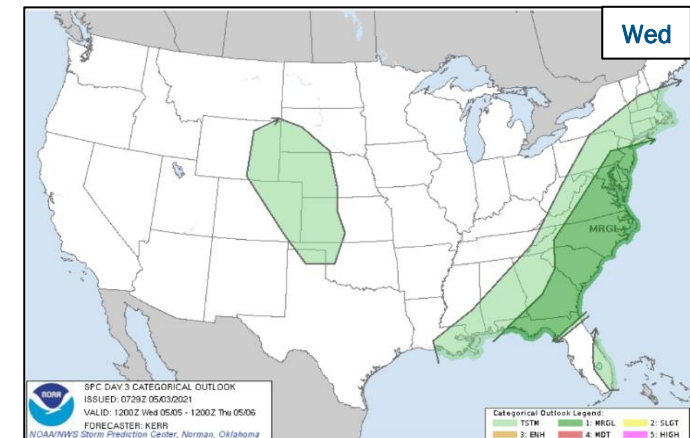 Wed
MRGL
NOAA
SPC DAY 3 CATEGORICAL OUTLOOK
ISSUED: 0729Z 05/03/2021
VALID: 1200Z Wed 05/05 - 1200Z Thu 05/06
FORECASTER: KERR
NOAA/NWS Storm Prediction Center, Norman, Oklahoma
Categorical Outlook Legend:
TSTM 1: MRGL 2: SLGT
3: ENH 4: MDT 5: HIGH